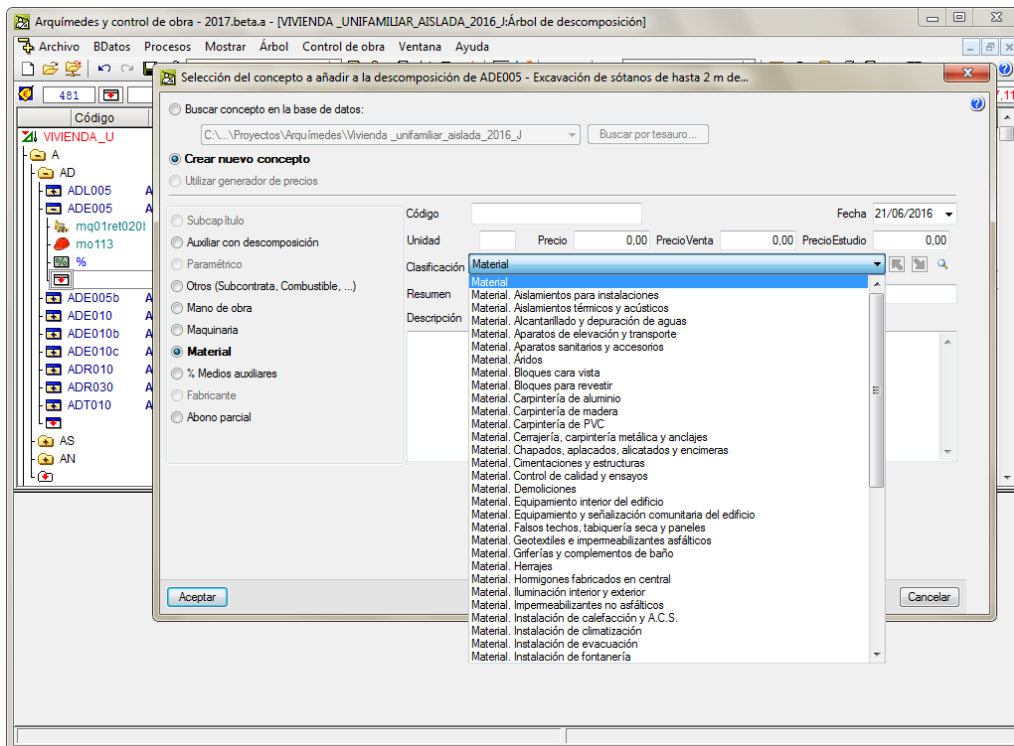 Arquímedes y control de obra - 2017.beta.a - [VIVIENDA _UNIFAMILIAR_AISLADA_2016_J:Árbol de descomposición]
Archivo BDatos Procesos Mostrar Árbol Control de obra Ventana Ayuda
Selección del concepto a añadir a la descomposición de ADE005 - Excavación de sótanos de hasta 2 m de...
481
Código
VIVIENDA_U
A
AD
ADL005 A
ADE005 A
mq01ret020b
mo113
% %
ADE005b A
ADE010 A
ADE010b A
ADE010c A
ADR010 A
ADR030 A
ADT010 A
AS
AN
Buscar concepto en la base de datos:
C:\...\Proyectos\Arquímedes\Vivienda _unifamiliar_aislada_2016_J
Buscar por tesauro...
Crear nuevo concepto
Utilizar generador de precios
Subcapítulo
Auxiliar con descomposición
Paramétrico
Otros (Subcontrata, Combustible, ...)
Mano de obra
Maquinaria
Material
% Medios auxiliares
Fabricante
Abono parcial
Código
Fecha 21/06/2016
Unidad Precio 0,00 PrecioVenta 0,00 PrecioEstudio 0,00
Clasificación Material
Resumen
Descripción
Material
Material. Aislamientos para instalaciones
Material. Aislamientos térmicos y acústicos
Material. Alcantarillado y depuración de aguas
Material. Aparatos de elevación y transporte
Material. Aparatos sanitarios y accesorios
Material. Áridos
Material. Bloques cara vista
Material. Bloques para revestir
Material. Carpintería de aluminio
Material. Carpintería de madera
Material. Carpintería de PVC
Material. Cerrajería, carpintería metálica y anclajes
Material. Chapados, aplacados, alicatados y encimeras
Material. Cimentaciones y estructuras
Material. Control de calidad y ensayos
Material. Demoliciones
Material. Equipamiento interior del edificio
Material. Equipamiento y señalización comunitaria del edificio
Material. Falsos techos, tabiquería seca y paneles
Material. Geotextiles e impermeabilizantes asfálticos
Material. Griferías y complementos de baño
Material. Herrajes
Material. Hormigones fabricados en central
Material. Iluminación interior y exterior
Material. Impermeabilizantes no asfálticos
Material. Instalación de calefacción y A.C.S.
Material. Instalación de climatización
Material. Instalación de evacuación
Material. Instalación de fontanería
Aceptar
Cancelar